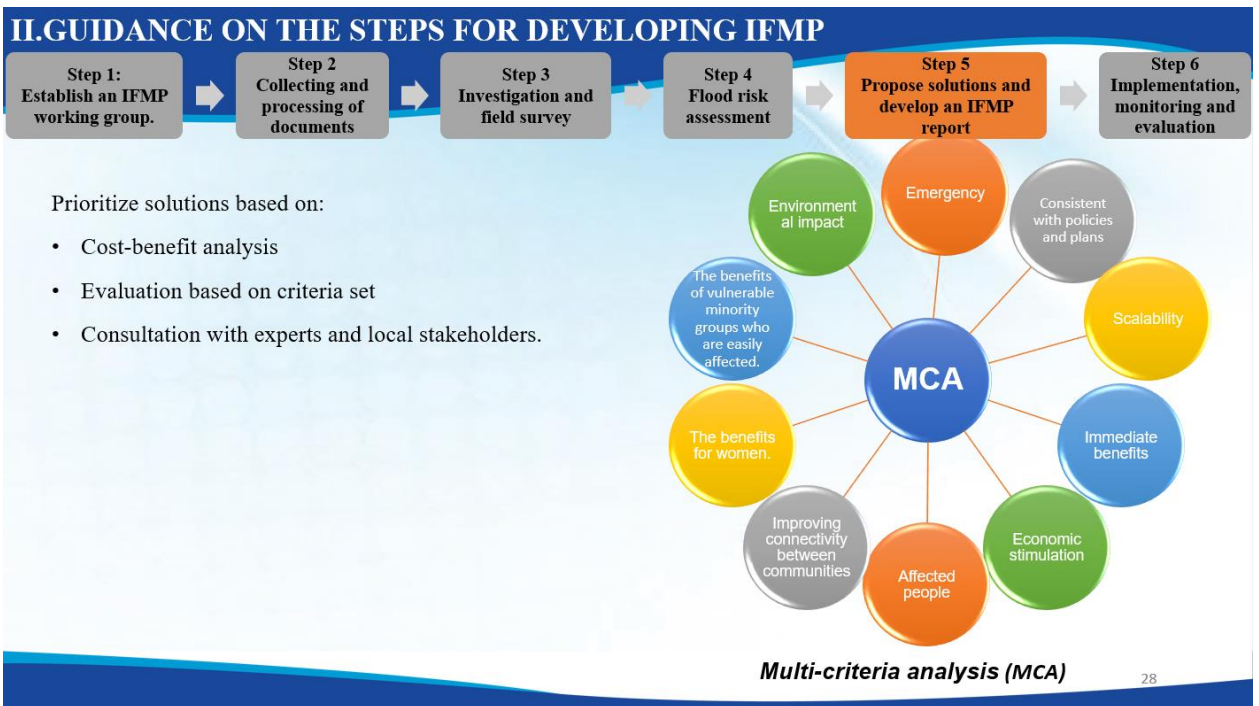 II.GUIDANCE ON THE STEPS FOR DEVELOPING IFMP
Step 1:
Establish an IFMP
working group.
Step 2
Collecting and
processing of
documents
Step 3
Investigation and
field survey
Step 4
Flood risk
assessment
Step 5
Propose solutions and
develop an IFMP
report
Step 6
Implementation,
monitoring and
evaluation
Prioritize solutions based on:
• Cost-benefit analysis
• Evaluation based on criteria set
• Consultation with experts and local stakeholders.
MCA
Emergency
Consistent
with policies
and plans
Scalability
Immediate
benefits
Economic
stimulation
Affected
people
Improving
connectivity
between
communities
The benefits
for women.
The benefits
of vulnerable
minority
groups who
are easily
affected.
Environment
al impact
Multi-criteria analysis (MCA)
28